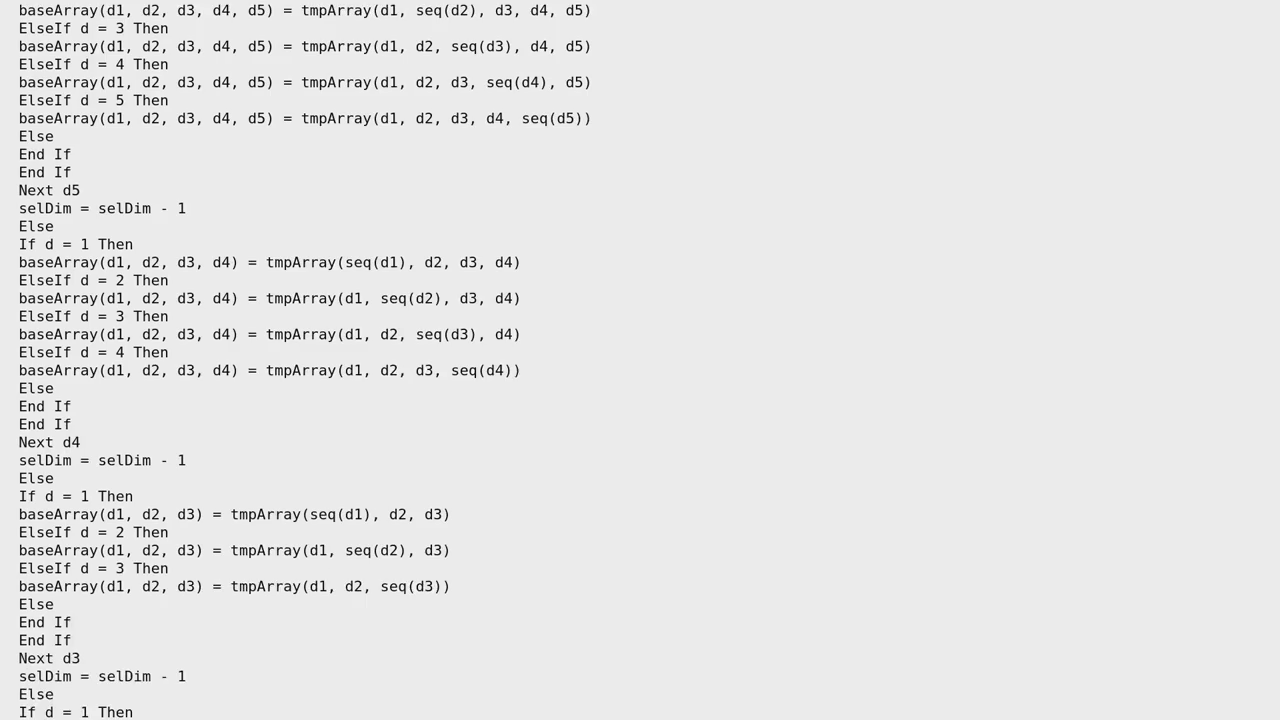 baseArray(d1, d2, d3, d4, d5) = tmpArray(d1, seq(d2), d3, d4, d5)
ElseIf d = 3 Then
baseArray(d1, d2, d3, d4, d5) = tmpArray(d1, d2, seq(d3), d4, d5)
ElseIf d = 4 Then
baseArray(d1, d2, d3, d4, d5) = tmpArray(d1, d2, d3, seq(d4), d5)
ElseIf d = 5 Then
baseArray(d1, d2, d3, d4, d5) = tmpArray(d1, d2, d3, d4, seq(d5))
Else
End If
End If
Next d5
selDim = selDim - 1
Else
If d = 1 Then
baseArray(d1, d2, d3, d4) = tmpArray(seq(d1), d2, d3, d4)
ElseIf d = 2 Then
baseArray(d1, d2, d3, d4) = tmpArray(d1, seq(d2), d3, d4)
ElseIf d = 3 Then
baseArray(d1, d2, d3, d4) = tmpArray(d1, d2, seq(d3), d4)
ElseIf d = 4 Then
baseArray(d1, d2, d3, d4) = tmpArray(d1, d2, d3, seq(d4))
Else
End If
End If
Next d4
selDim = selDim - 1
Else
If d = 1 Then
baseArray(d1, d2, d3) = tmpArray(seq(d1), d2, d3)
ElseIf d = 2 Then
baseArray(d1, d2, d3) = tmpArray(d1, seq(d2), d3)
ElseIf d = 3 Then
baseArray(d1, d2, d3) = tmpArray(d1, d2, seq(d3))
Else
End If
End If
Next d3
selDim = selDim - 1
Else
If d = 1 Then